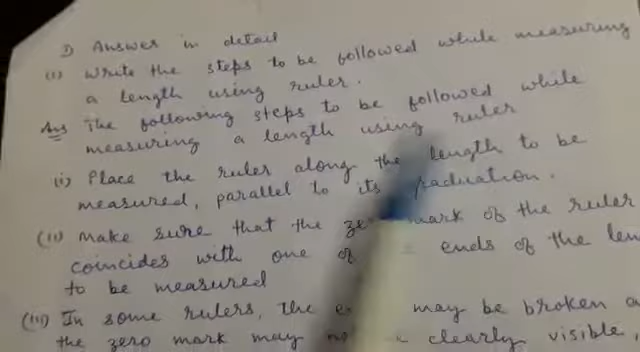 D Answer in detail
(i) Write the steps to be followed while measuring
a length using ruler.
Ans The following steps to be followed while
measuring a length using ruler
(i) Place the ruler along the length to be
measured, parallel to its graduation.
(ii) Make sure that the mark of the ruler
coincides with one of ends of the
to be measured
(iii) In some rulers, the may be broken
the zero mark may clearly visible,